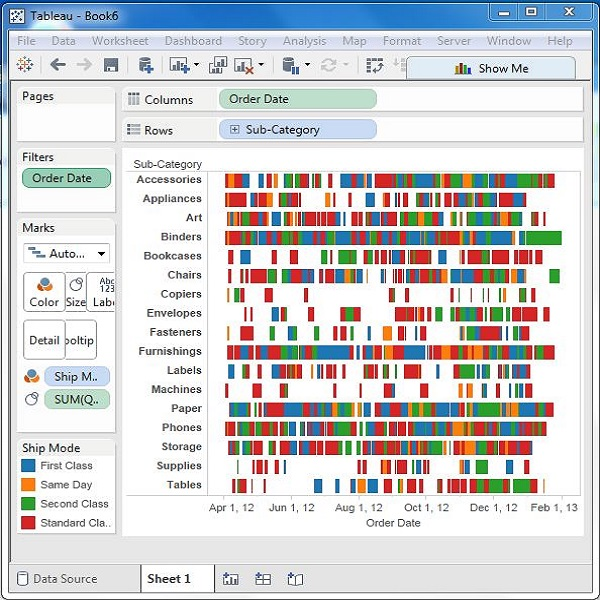 Tableau - Book6
File Data Worksheet Dashboard Story Analysis Map Format Server Window Help
Show Me
Pages
Columns Order Date
Rows Sub-Category
Filters
Order Date
Marks
Auto...
Color Size Labe
Abc
123
Detail ooltip
Ship M..
SUM(Q..
Ship Mode
First Class
Same Day
Second Class
Standard Cla..
Sub-Category
Accessories
Appliances
Art
Binders
Bookcases
Chairs
Copiers
Envelopes
Fasteners
Furnishings
Labels
Machines
Paper
Phones
Storage
Supplies
Tables
Apr 1, 12 Jun 1, 12 Aug 1, 12 Oct 1, 12 Dec 1, 12 Feb 1, 13
Order Date
Data Source Sheet 1